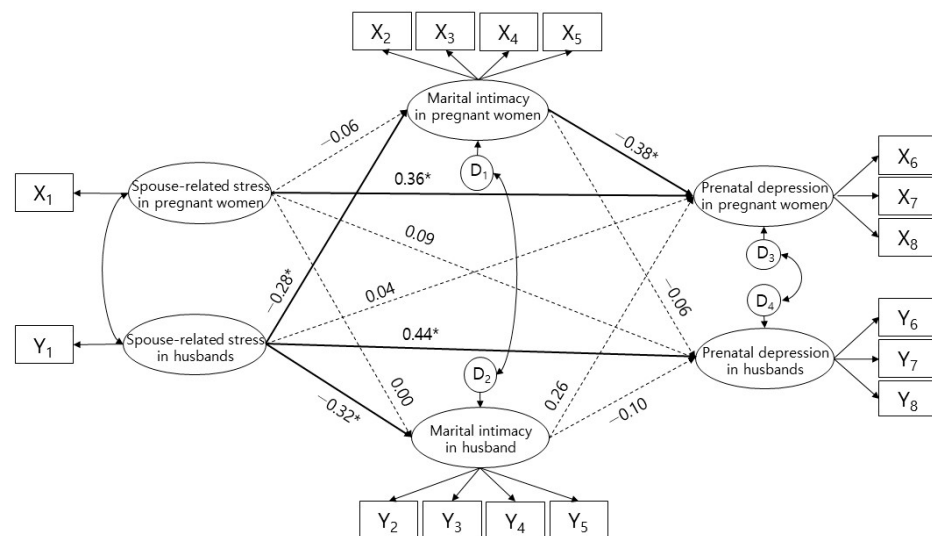 X2 X3 X4 X5
Marital intimacy
in pregnant women
−0.06
−0.38*
D1
X1
Spouse-related stress
in pregnant women
0.36*
Prenatal depression
in pregnant women
X6
X7
X8
0.09
D3
−0.28*
0.04
−0.06
D4
Y1
Spouse-related stress
in husbands
0.44*
Prenatal depression
in husbands
Y6
Y7
Y8
D2
−0.32*
0.00
0.26
−0.10
Marital intimacy
in husband
Y2 Y3 Y4 Y5